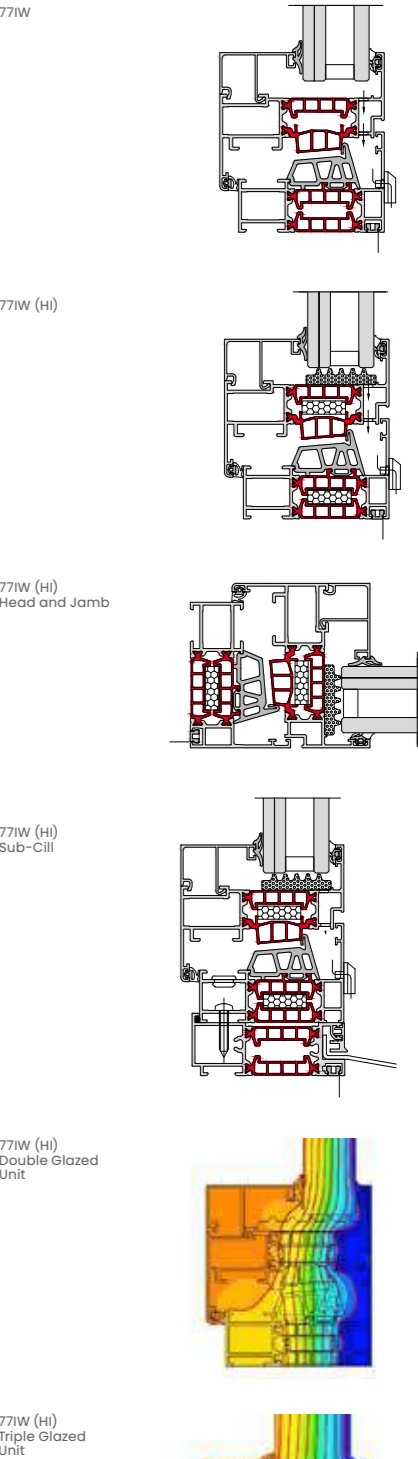 77IW
77IW (HI)
77IW (HI)
Head and Jamb
77IW (HI)
Sub-Cill
77IW (HI)
Double Glazed
Unit
77IW (HI)
Triple Glazed
Unit